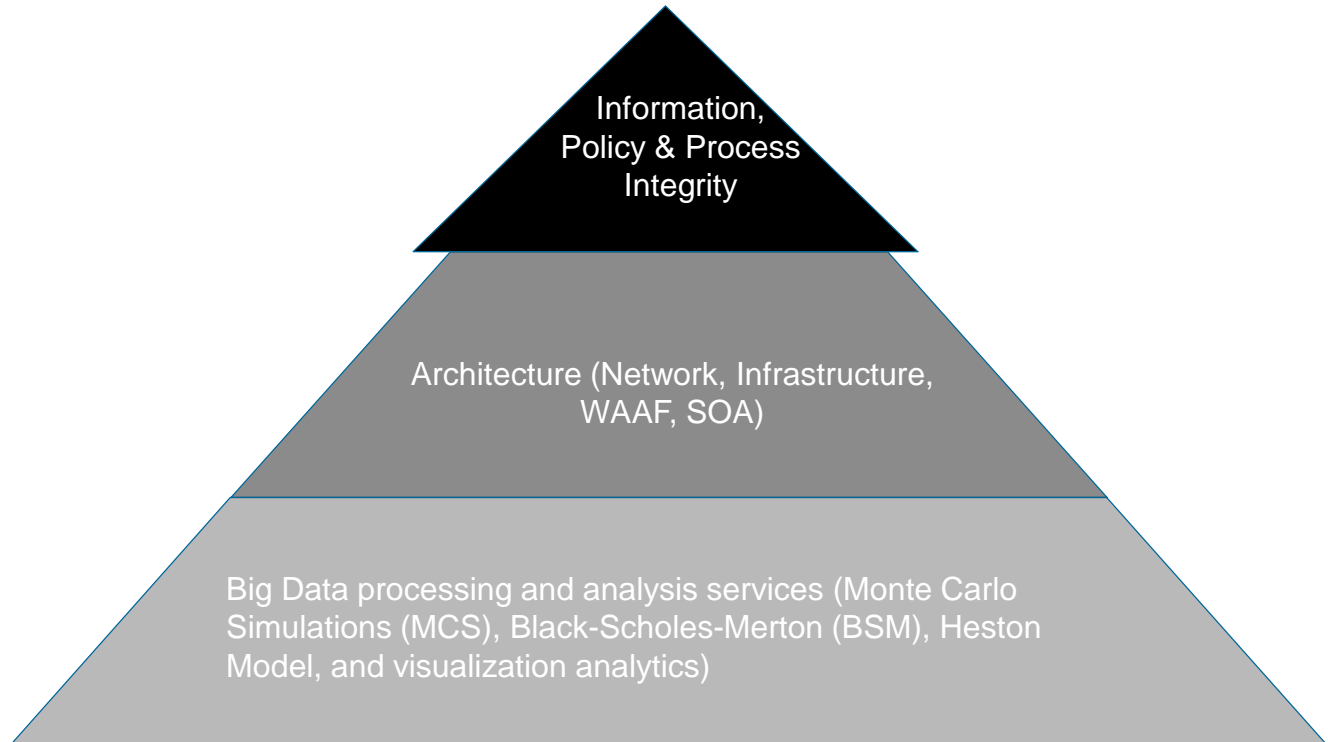 Information,
Policy & Process
Integrity
Architecture (Network, Infrastructure,
WAAF, SOA)
Big Data processing and analysis services (Monte Carlo
Simulations (MCS), Black-Scholes-Merton (BSM), Heston
Model, and visualization analytics)